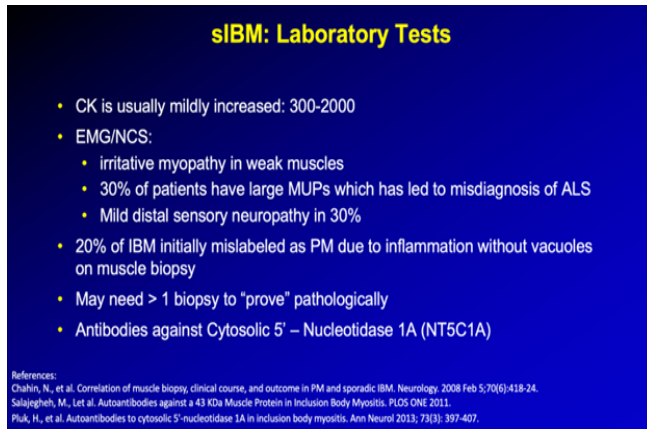 sIBM: Laboratory Tests
• CK is usually mildly increased: 300-2000
• EMG/NCS:
• irritative myopathy in weak muscles
• 30% of patients have large MUPs which has led to misdiagnosis of ALS
• Mild distal sensory neuropathy in 30%
• 20% of IBM initially mislabeled as PM due to inflammation without vacuoles
on muscle biopsy
• May need > 1 biopsy to “prove” pathologically
• Antibodies against Cytosolic 5’ – Nucleotidase 1A (NT5C1A)
References:
Chahin, N., et al. Correlation of muscle biopsy, clinical course, and outcome in PM and sporadic IBM. Neurology. 2008 Feb 5;70(6):418-24.
Salajegheh, M., Let al. Autoantibodies against a 43 KDa Muscle Protein in Inclusion Body Myositis. PLOS ONE 2011.
Pluk, H., et al. Autoantibodies to cytosolic 5'-nucleotidase 1A in inclusion body myositis. Ann Neurol 2013; 73(3): 397-407.